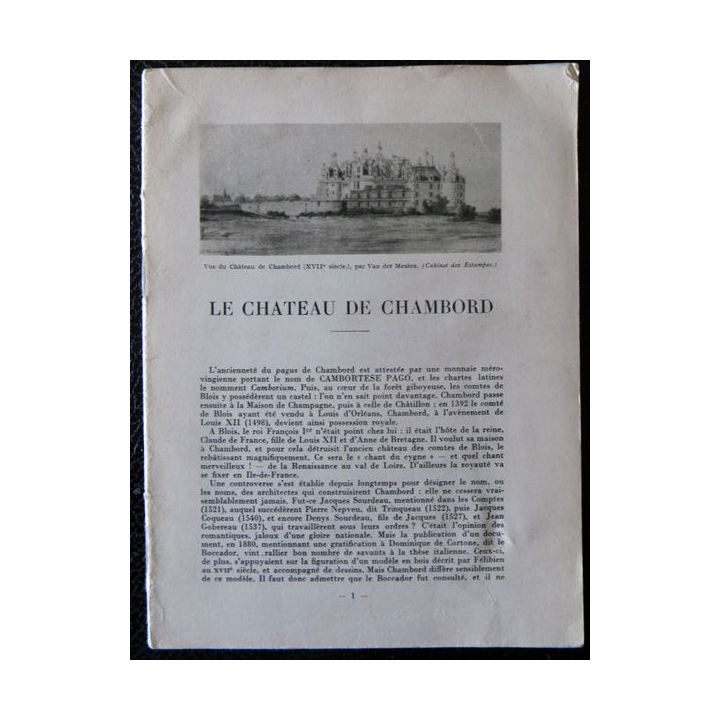 Vue du Château de Chambord (XVIIe siècle.), par Van der Meulen. (Cabinet des Estampes.)
LE CHATEAU DE CHAMBORD
L'ancienneté du pagus de Chambord est attestée par une monnaie méro-
vingienne portant le nom de CAMBORTESE PAGO, et les chartes latines
le nomment Camborium. Puis, au cœur de la forêt giboyeuse, les comtes de
Blois y possédèrent un castel : l'on n'en sait point davantage. Chambord passe
ensuite à la Maison de Champagne, puis à celle de Châtillon ; en 1392 le comté
de Blois ayant été vendu à Louis d'Orléans, Chambord, à l'avènement de
Louis XII (1498), devient ainsi possession royale.
A Blois, le roi François Ier n'était point chez lui : il était l'hôte de la reine,
Claude de France, fille de Louis XII et d'Anne de Bretagne. Il voulut sa maison
à Chambord, et pour cela détruisit l'ancien château des comtes de Blois, le
rebâtissant magnifiquement. Ce sera le « chant du cygne » — et quel chant
merveilleux ! — de la Renaissance au val de Loire. D'ailleurs la royauté va
se fixer en Ile-de-France.
Une controverse s'est établie depuis longtemps pour désigner le nom, ou
les noms, des architectes qui construisirent Chambord : elle ne cessera vrai-
semblablement jamais. Fut-ce Jacques Sourdeau, mentionné dans les Comptes
(1521), auquel succédèrent Pierre Nepveu, dit Trinqueau (1522), puis Jacques
Coqueau (1540), et encore Denys Sourdeau, fils de Jacques (1527), et Jean
Gobereau (1537), qui travaillèrent sous leurs ordres ? C'était l'opinion des
romantiques, jaloux d'une gloire nationale. Mais la publication d'un docu-
ment, en 1880, mentionnant une gratification à Dominique de Cortone, dit le
Boccador, vint rallier bon nombre de savants à la thèse italienne. Ceux-ci,
de plus, s'appuyaient sur la figuration d'un modèle en bois décrit par Félibien
au XVIIe siècle, et accompagné de dessins. Mais Chambord diffère sensiblement
de ce modèle. Il faut donc admettre que le Boccador fut consulté, et il ne
— 1 —